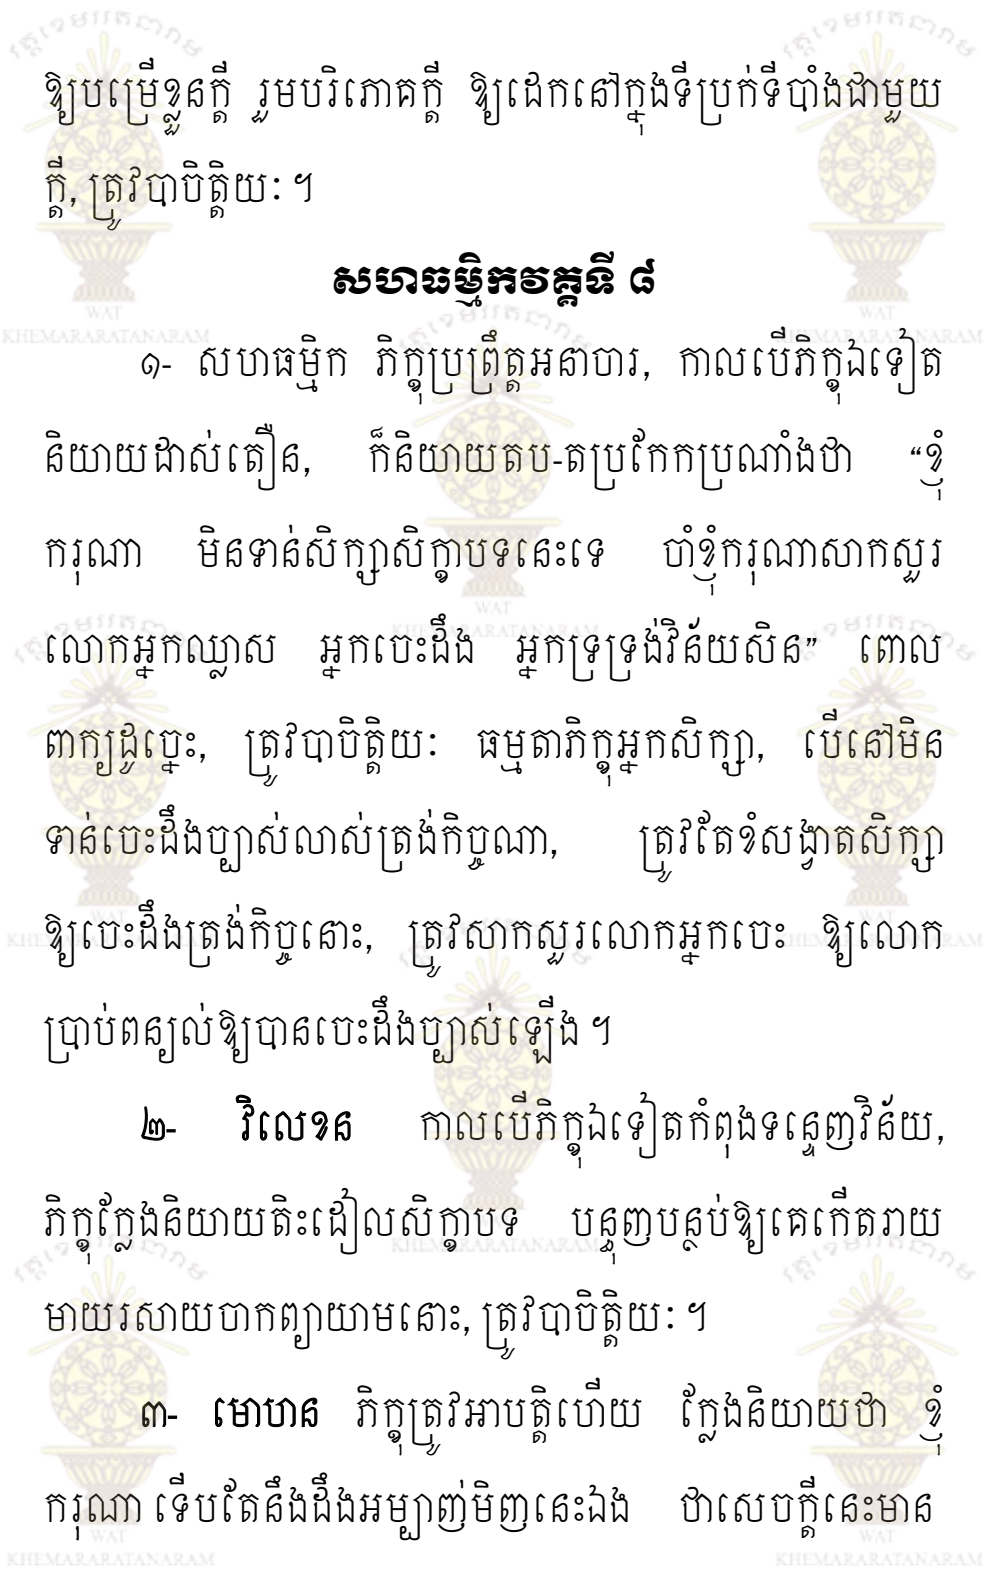 ឱ្យបម្រើខ្លួនក្តី រួមបរិភោគក្តី ឱ្យដេកនៅក្នុងទីប្រក់ទីបាំងជាមួយ
ក្តី, ត្រូវបាចិត្តិយៈ ។
សហធម្មិកវគ្គទី ៨
១- សហធម្មិក ភិក្ខុប្រព្រឹត្តអនាចារ, កាលបើភិក្ខុឯទៀត
និយាយដាស់តឿន, ក៏និយាយតប-តប្រកែកប្រណាំងថា “ខ្ញុំ
ករុណា មិនទាន់សិក្សាសិក្ខាបទនេះទេ ចាំខ្ញុំករុណាសាកសួរ
លោកអ្នកឈ្លាស អ្នកចេះដឹង អ្នកទ្រទ្រង់វិន័យសិន” ពោល
ពាក្យដូច្នេះ, ត្រូវបាចិត្តិយៈ ធម្មតាភិក្ខុអ្នកសិក្សា, បើនៅមិន
ទាន់ចេះដឹងច្បាស់លាស់ត្រង់កិច្ចណា, ត្រូវតែខំសង្វាតសិក្សា
ឱ្យចេះដឹងត្រង់កិច្ចនោះ, ត្រូវសាកសួរលោកអ្នកចេះ ឱ្យលោក
ប្រាប់ពន្យល់ឱ្យបានចេះដឹងច្បាស់ឡើង ។
២- វិលេខន កាលបើភិក្ខុឯទៀតកំពុងទន្ទេញវិន័យ,
ភិក្ខុក្លែងនិយាយតិះដៀលសិក្ខាបទ បន្ទុញបន្ថប់ឱ្យគេកើតរាយ
មាយរសាយចាកព្យាយាមនោះ, ត្រូវបាចិត្តិយៈ ។
៣- មោហន ភិក្ខុត្រូវអាបត្តិហើយ ក្លែងនិយាយថា ខ្ញុំ
ករុណា ទើបតែនឹងដឹងអម្បាញ់មិញនេះឯង ថាសេចក្តីនេះមាន
វត្តខេមររតនារាម
WAT
KHEMARARATANARAM